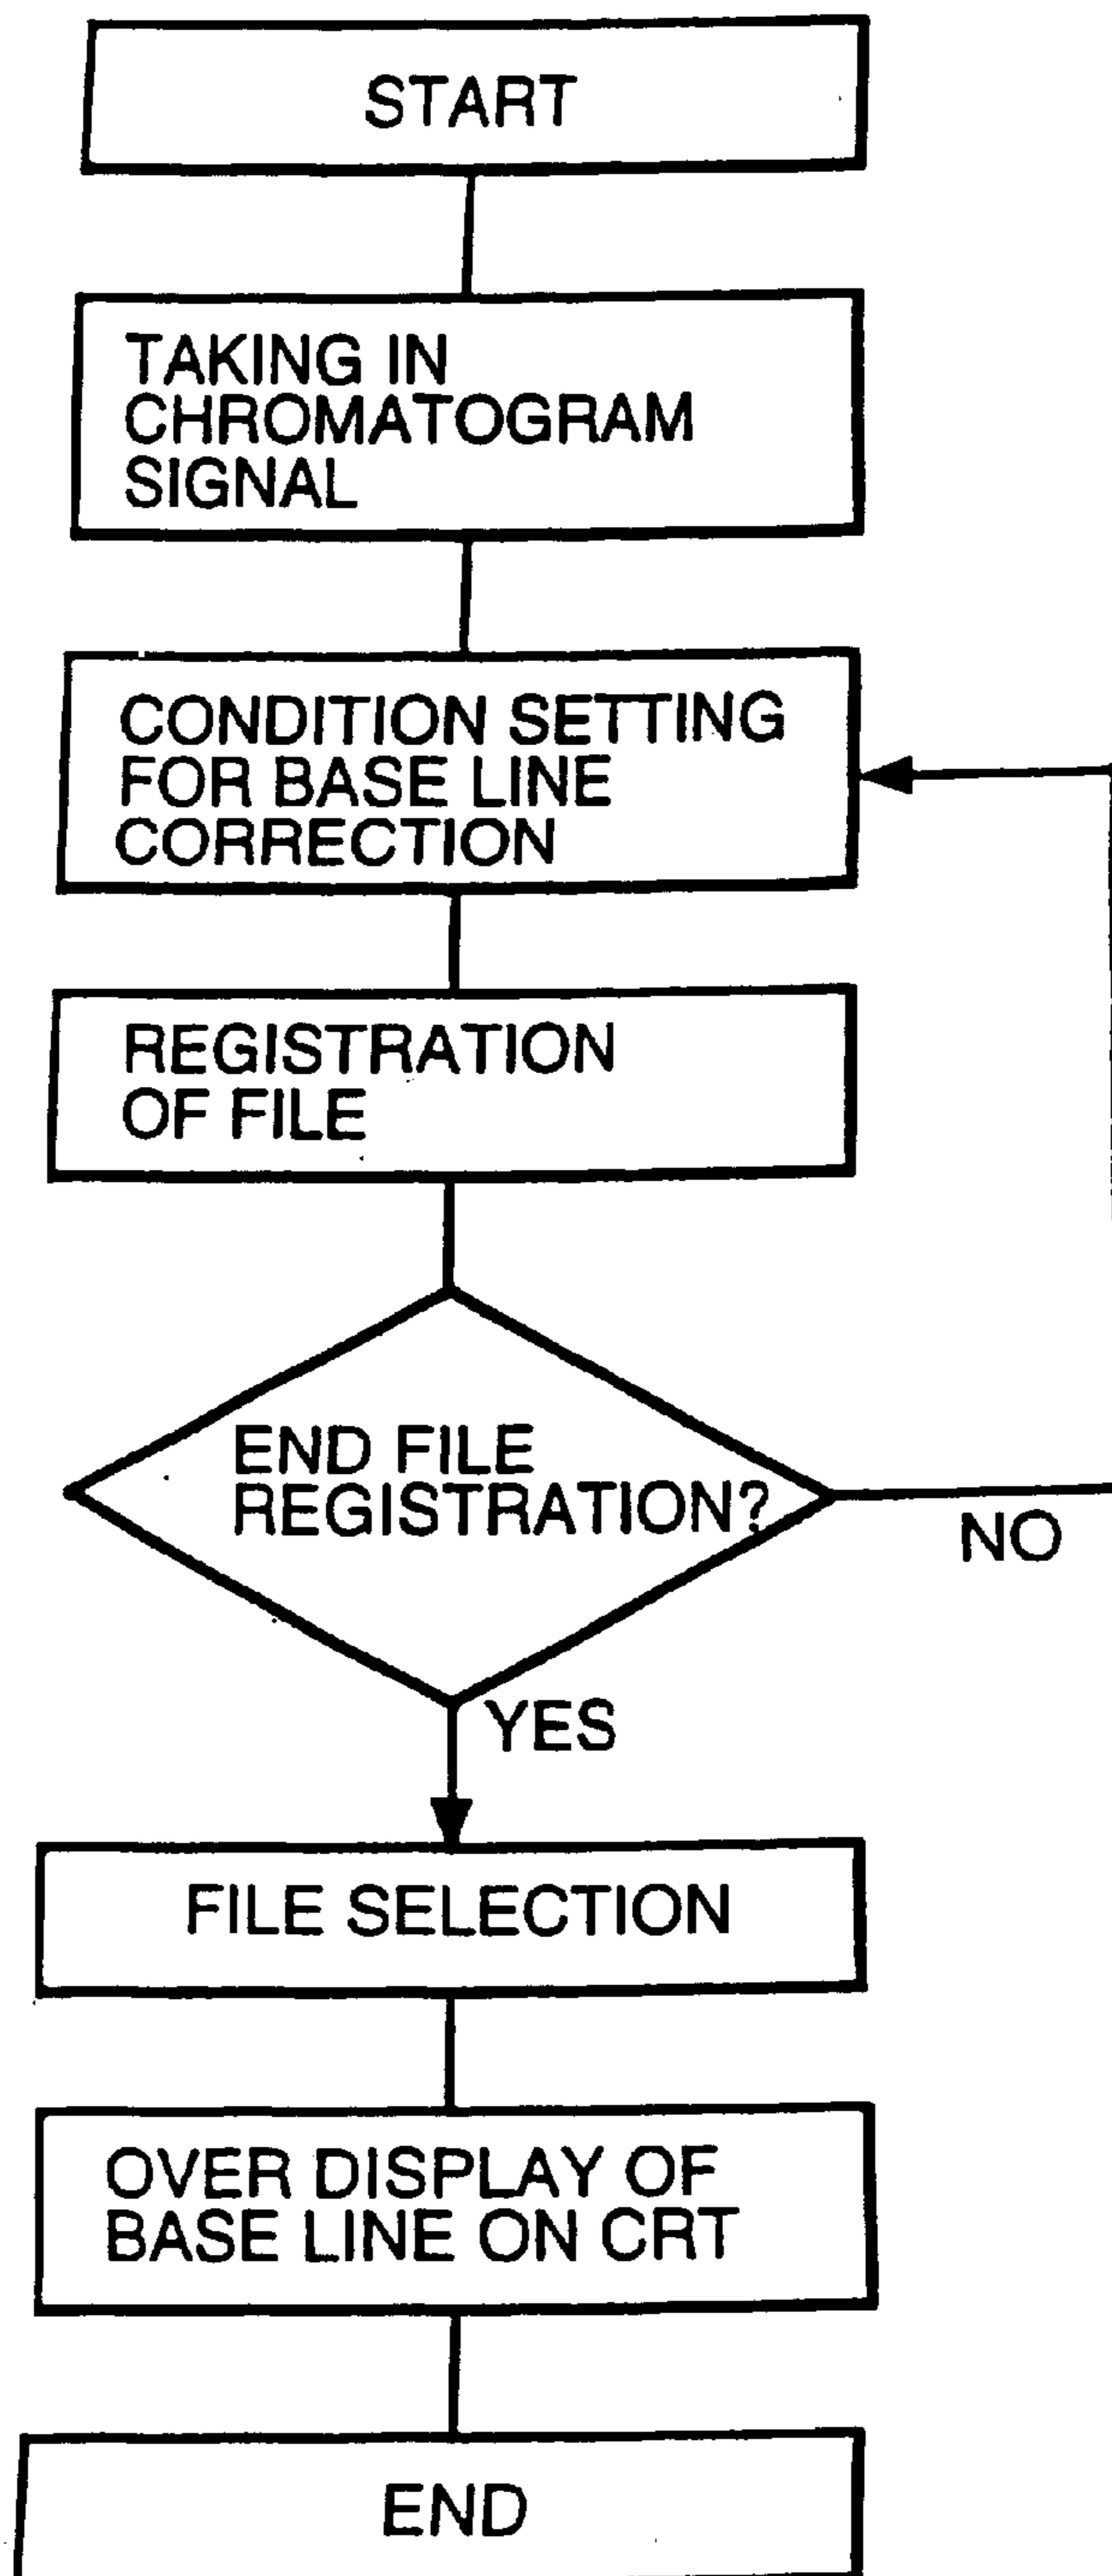 START
TAKING IN
CHROMATOGRAM
SIGNAL
CONDITION SETTING
FOR BASE LINE
CORRECTION
REGISTRATION
OF FILE
END FILE
REGISTRATION?
NO
YES
FILE SELECTION
OVER DISPLAY OF
BASE LINE ON CRT
END